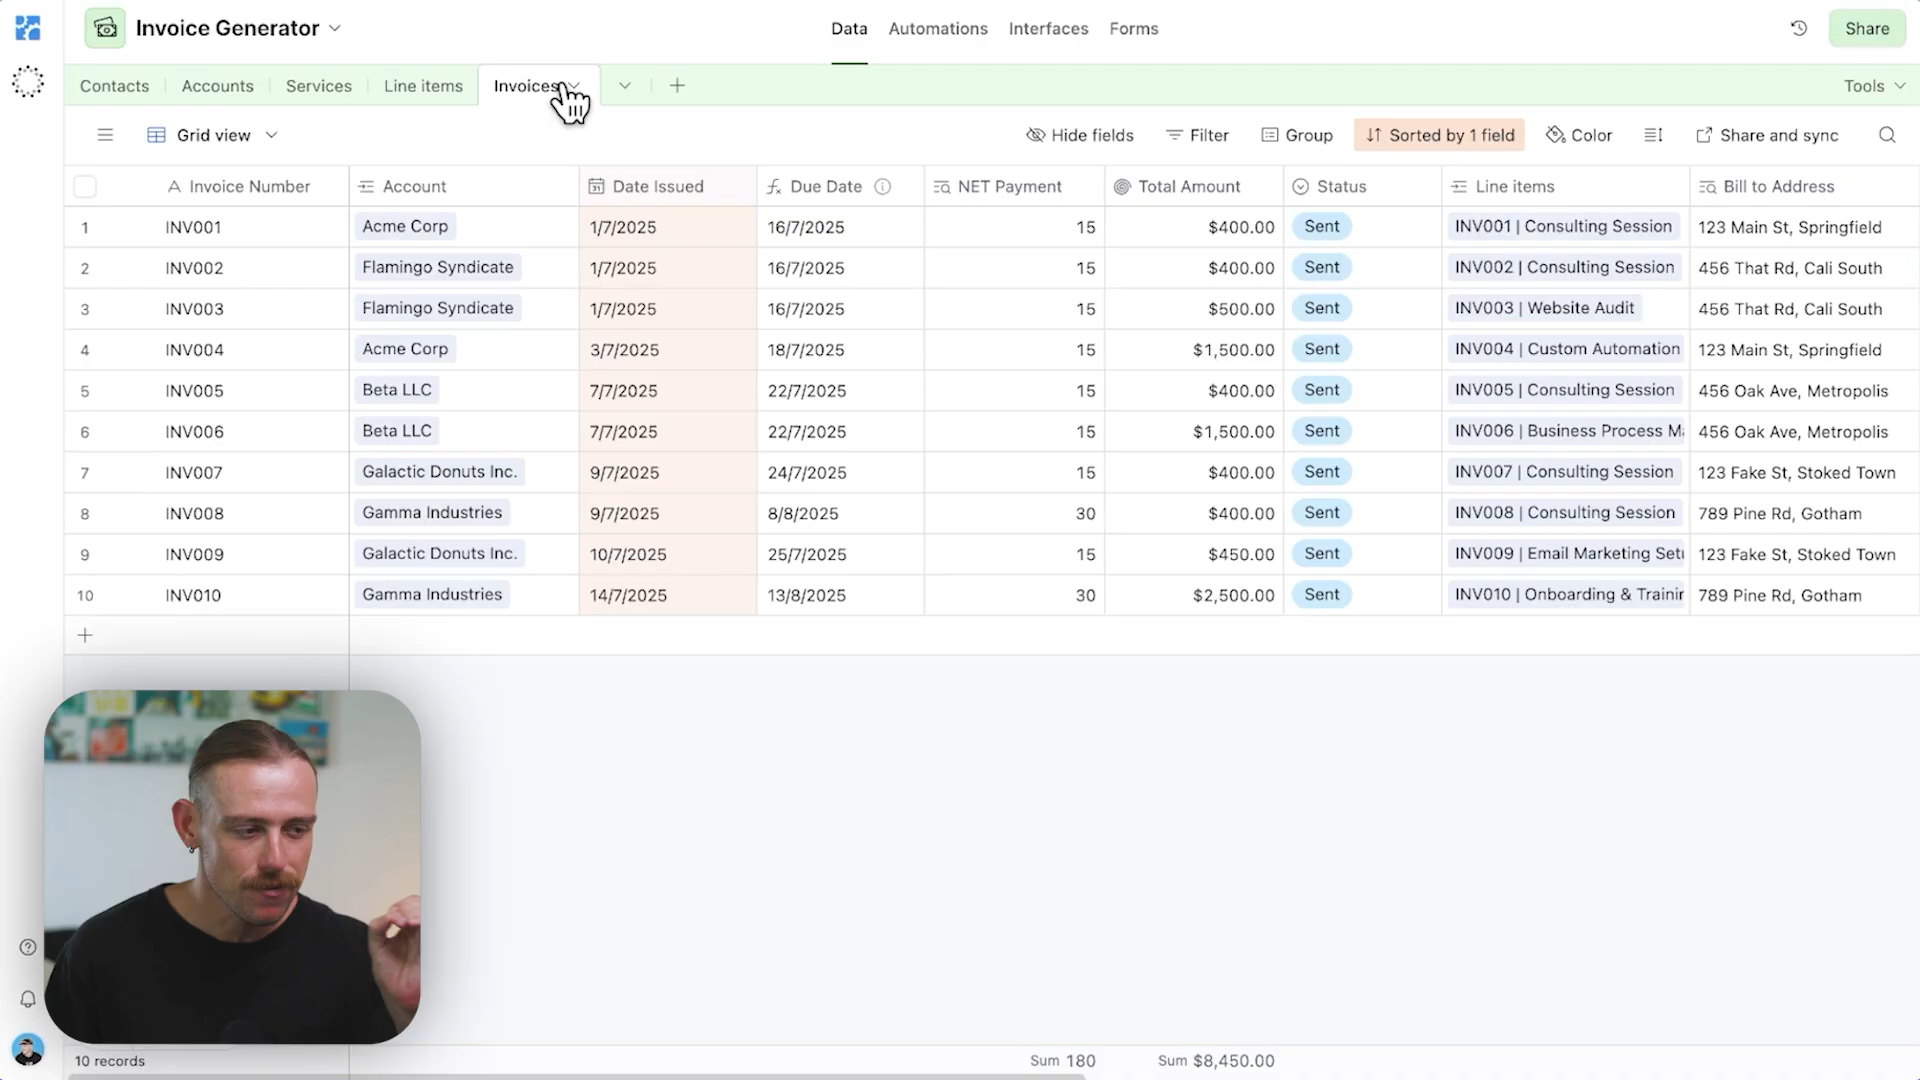 Invoice Generator
Data Automations Interfaces Forms
Share
Contacts Accounts Services Line items Invoices
Tools
Grid view
Hide fields Filter Group Sorted by 1 field Color Share and sync
Invoice Number Account Date Issued Due Date NET Payment Total Amount Status Line items Bill to Address
1 INV001 Acme Corp 1/7/2025 16/7/2025 15 $400.00 Sent INV001 | Consulting Session 123 Main St, Springfield
2 INV002 Flamingo Syndicate 1/7/2025 16/7/2025 15 $400.00 Sent INV002 | Consulting Session 456 That Rd, Cali South
3 INV003 Flamingo Syndicate 1/7/2025 16/7/2025 15 $500.00 Sent INV003 | Website Audit 456 That Rd, Cali South
4 INV004 Acme Corp 3/7/2025 18/7/2025 15 $1,500.00 Sent INV004 | Custom Automation 123 Main St, Springfield
5 INV005 Beta LLC 7/7/2025 22/7/2025 15 $400.00 Sent INV005 | Consulting Session 456 Oak Ave, Metropolis
6 INV006 Beta LLC 7/7/2025 22/7/2025 15 $1,500.00 Sent INV006 | Business Process Ma 456 Oak Ave, Metropolis
7 INV007 Galactic Donuts Inc. 9/7/2025 24/7/2025 15 $400.00 Sent INV007 | Consulting Session 123 Fake St, Stoked Town
8 INV008 Gamma Industries 9/7/2025 8/8/2025 30 $400.00 Sent INV008 | Consulting Session 789 Pine Rd, Gotham
9 INV009 Galactic Donuts Inc. 10/7/2025 25/7/2025 15 $450.00 Sent INV009 | Email Marketing Setu 123 Fake St, Stoked Town
10 INV010 Gamma Industries 14/7/2025 13/8/2025 30 $2,500.00 Sent INV010 | Onboarding & Trainin 789 Pine Rd, Gotham
10 records Sum 180 Sum $8,450.00